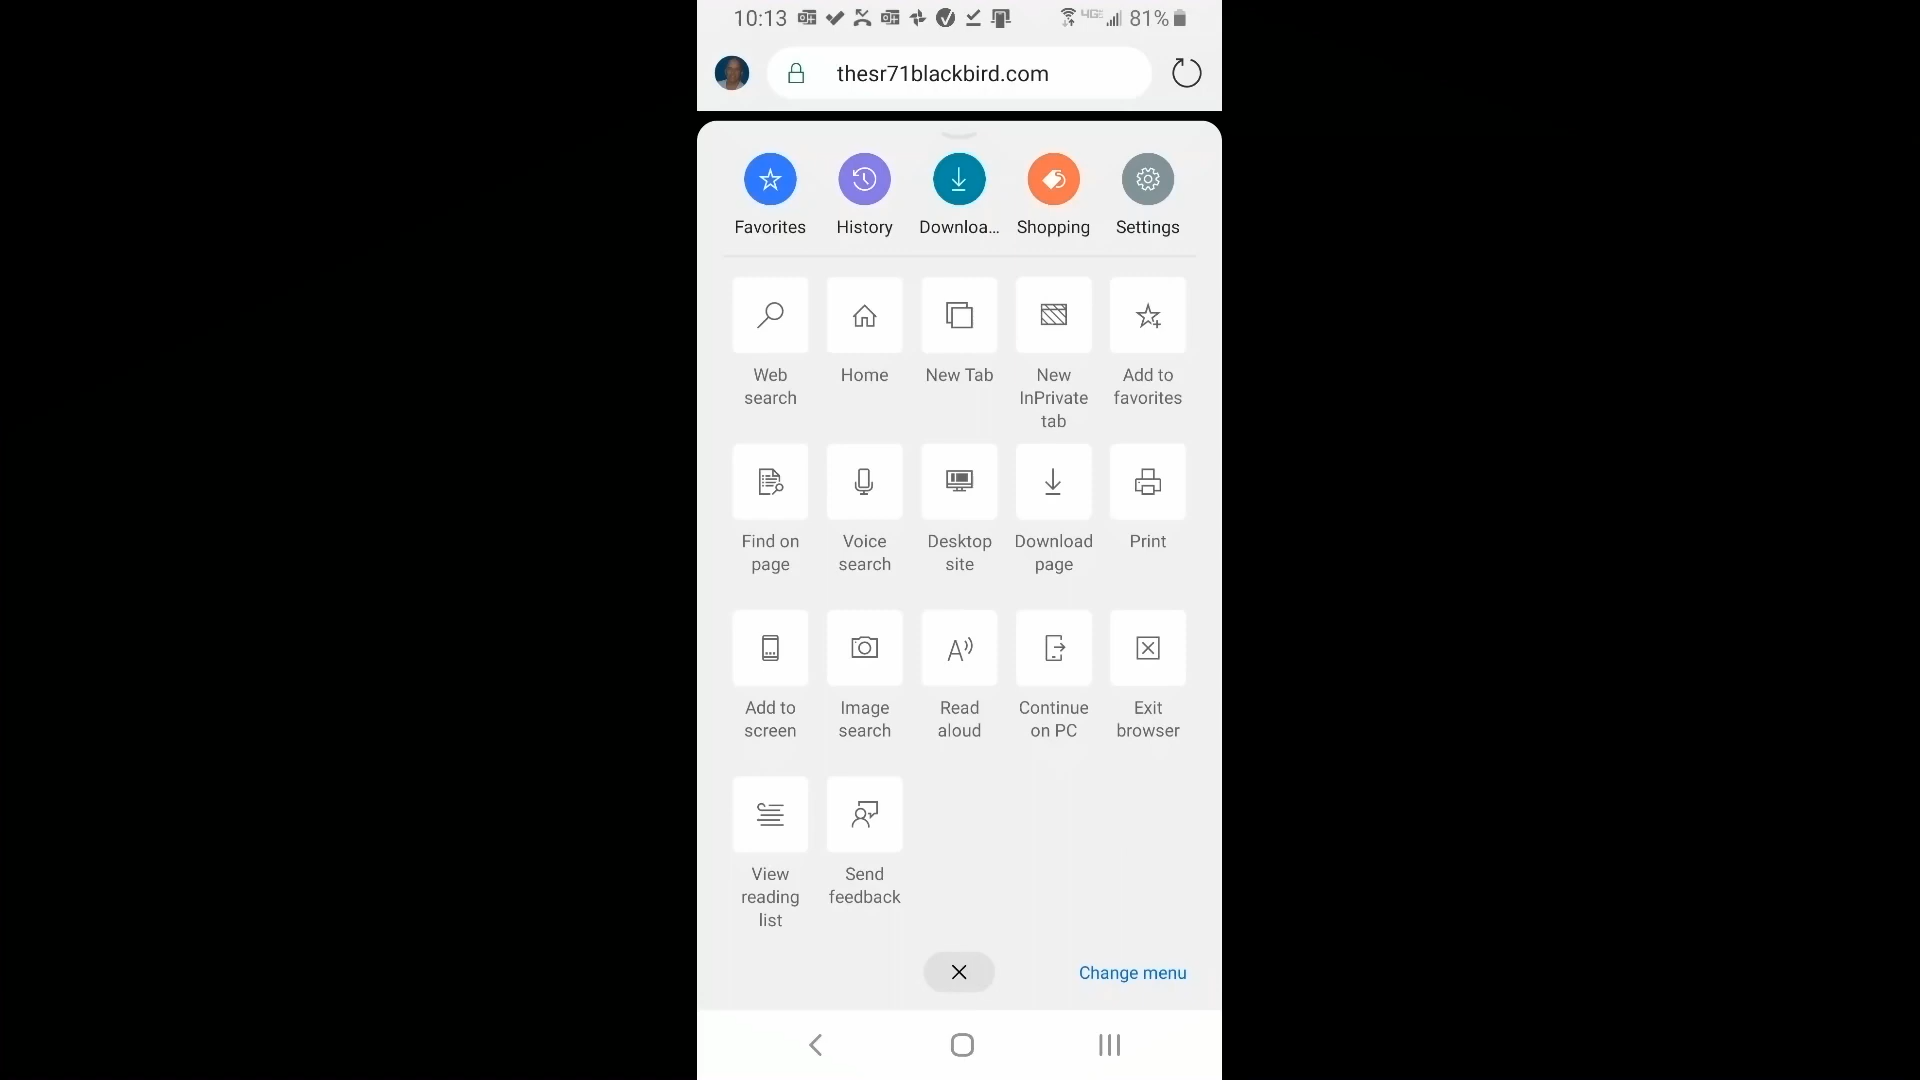 10:13 81%
thesr71blackbird.com
Favorites History Downloa... Shopping Settings
Web search
Home
New Tab
New InPrivate tab
Add to favorites
Find on page
Voice search
Desktop site
Download page
Print
Add to screen
Image search
Read aloud
Continue on PC
Exit browser
View reading list
Send feedback
Change menu